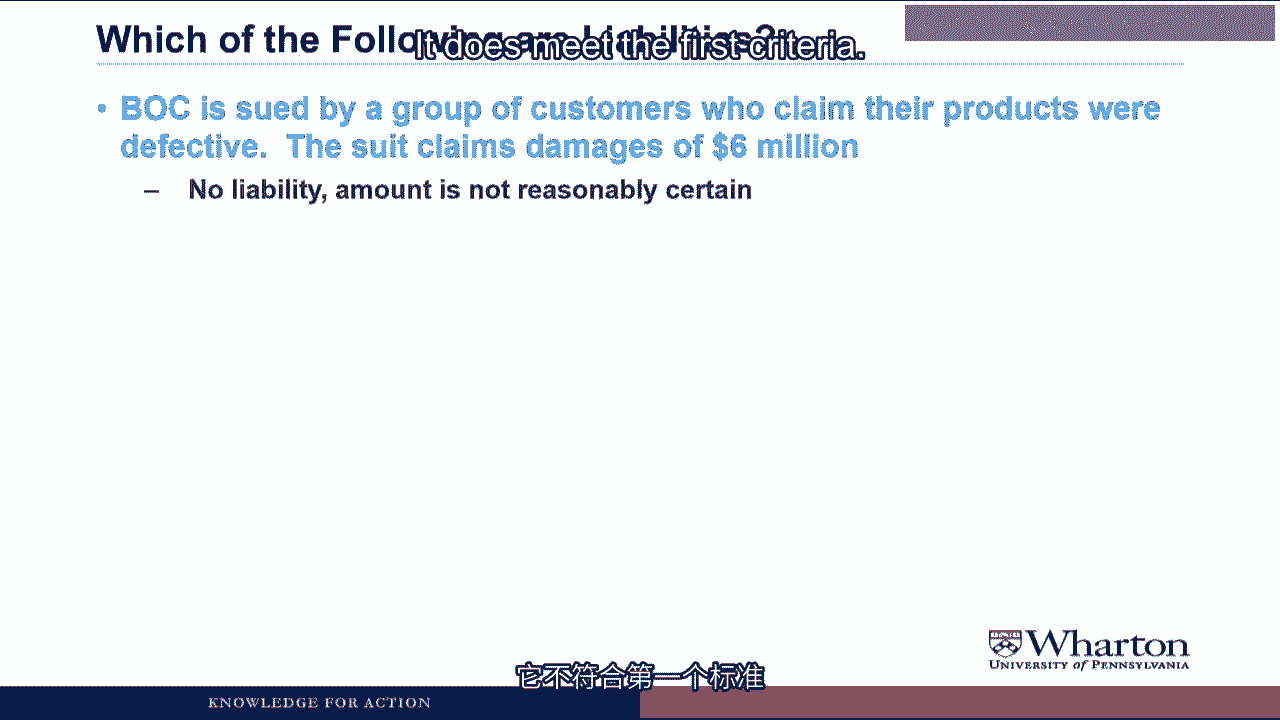 Which of the Following are Liabilities?
It does meet the first criteria.
• BOC is sued by a group of customers who claim their products were
defective. The suit claims damages of $6 million
– No liability, amount is not reasonably certain
Wharton
UNIVERSITY of PENNSYLVANIA
它不符合第一个标准
KNOWLEDGE FOR ACTION